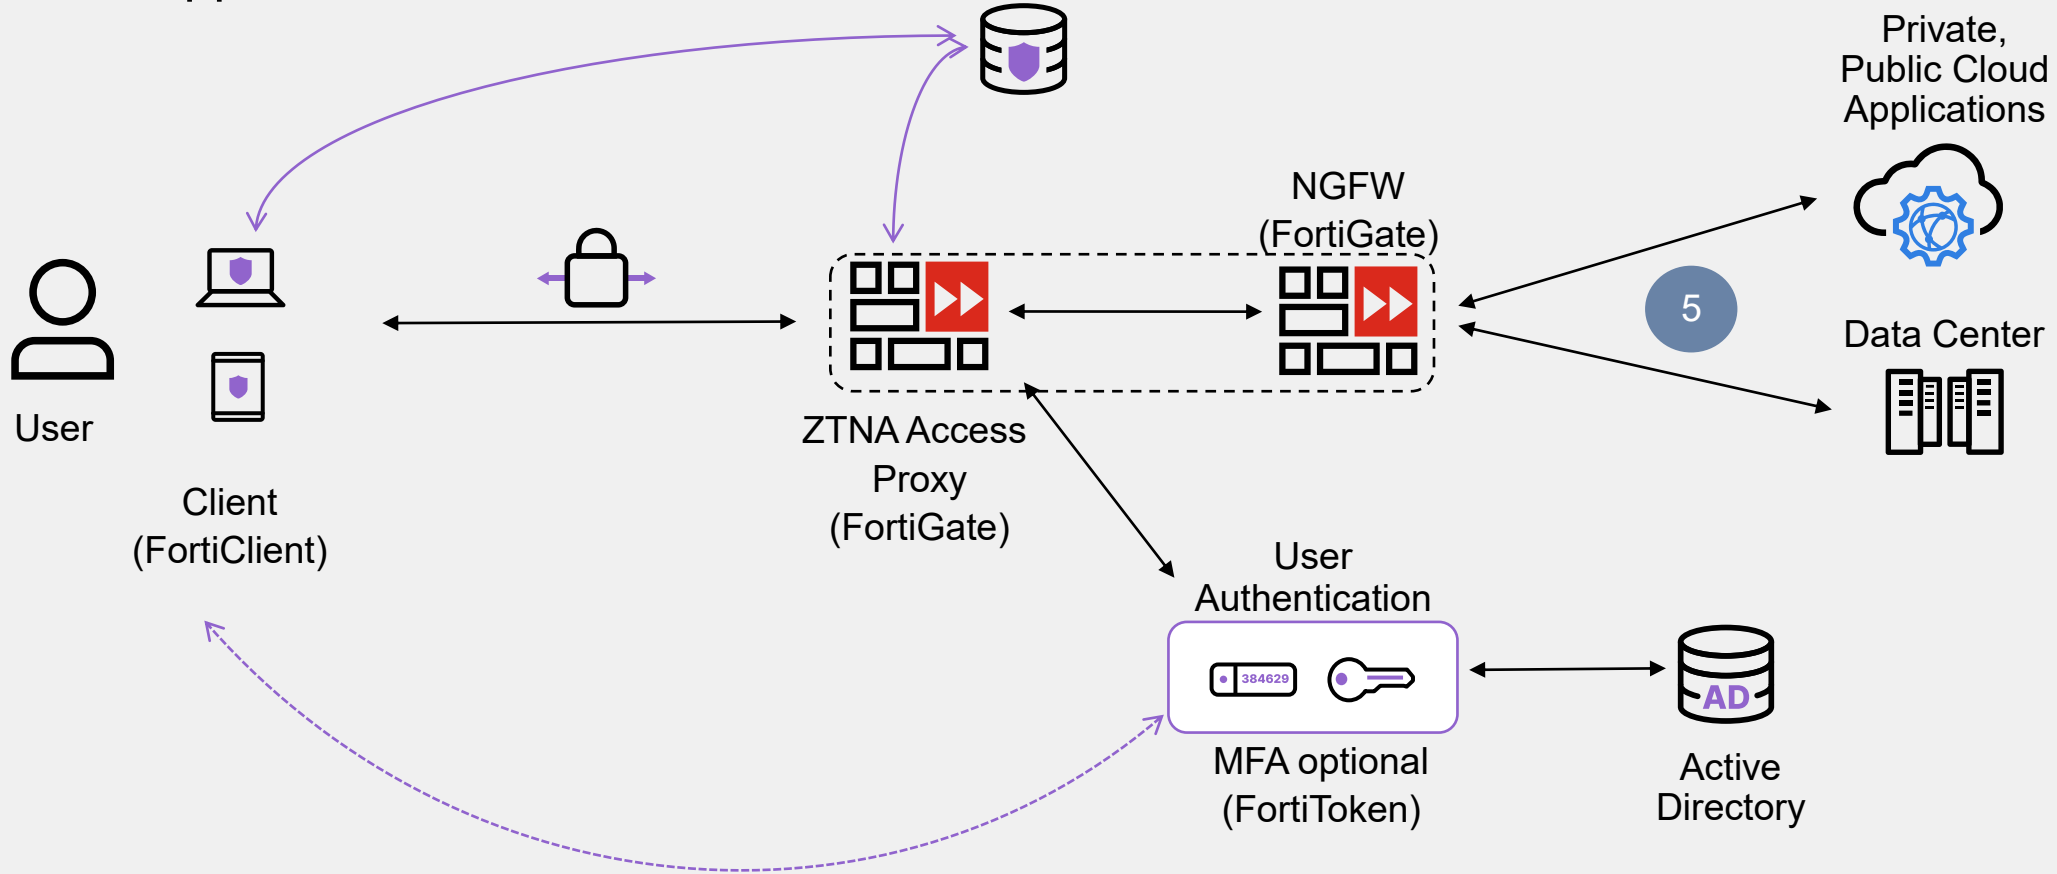 Private,
Public Cloud
Applications
NGFW
(FortiGate)
5
Data Center
User
ZTNA Access
Proxy
(FortiGate)
Client
(FortiClient)
User
Authentication
384629
AD
MFA optional
(FortiToken)
Active
Directory